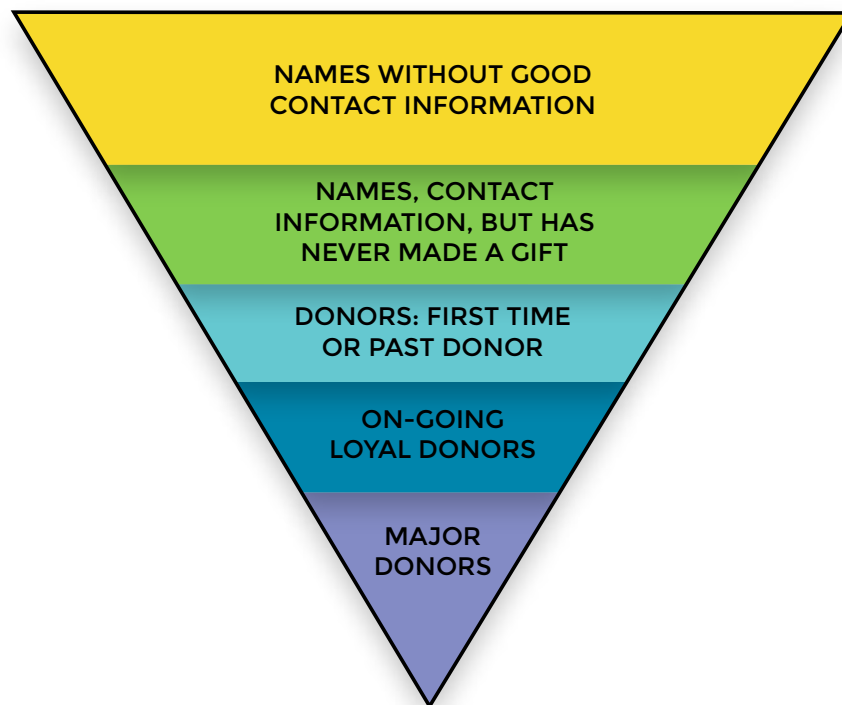 NAMES WITHOUT GOOD
CONTACT INFORMATION
NAMES, CONTACT
INFORMATION, BUT HAS
NEVER MADE A GIFT
DONORS: FIRST TIME
OR PAST DONOR
ON-GOING
LOYAL DONORS
MAJOR
DONORS